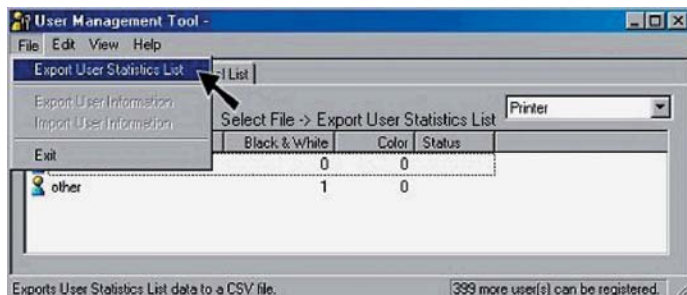 User Management Tool -
File Edit View Help
Export User Statistics List
Export User Information
Import User Information
Exit
List
Select File -> Export User Statistics List
Printer
Black & White Color Status
0 0
other 1 0
Exports User Statistics List data to a CSV file.
399 more user(s) can be registered.